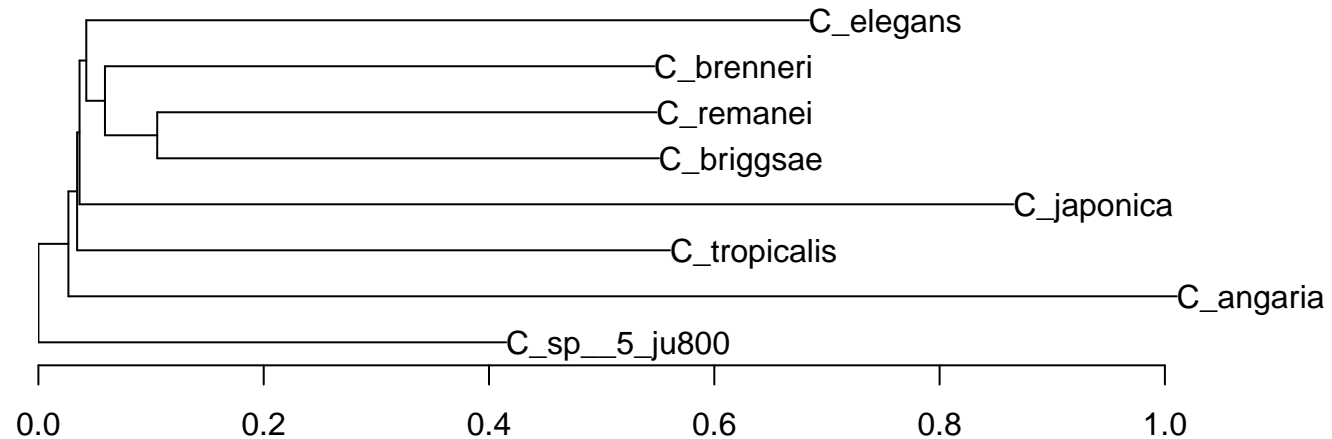 C_elegans
C_brenneri
C_remanei
C_briggsae
C_japonica
C_tropicalis
C_angaria
C_sp__5_ju800
0.0 0.2 0.4 0.6 0.8 1.0